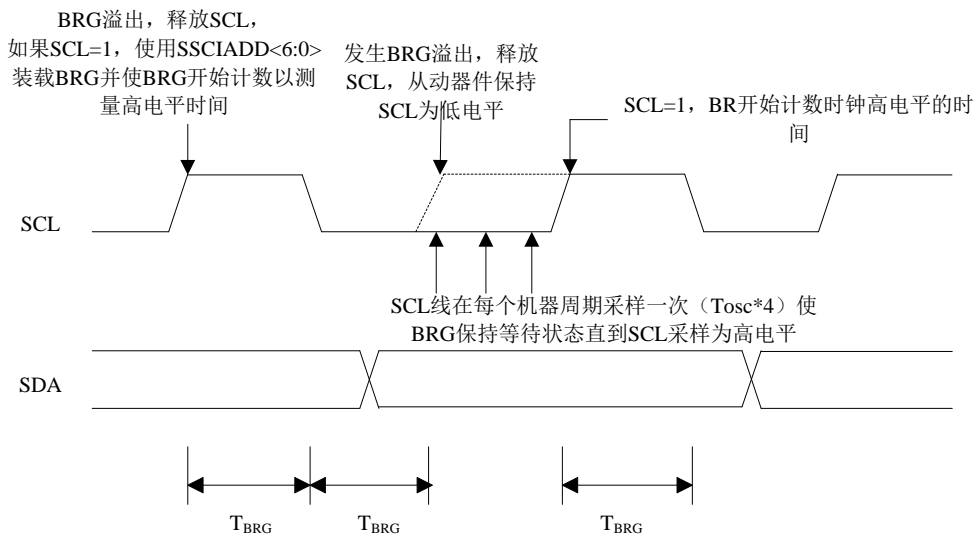 BRG溢出，释放SCL，
如果SCL=1，使用SSCIADD<6:0>
装载BRG并使BRG开始计数以测
量高电平时间
发生BRG溢出，释放
SCL，从动器件保持
SCL为低电平
SCL=1，BR开始计数时钟高电平的时
间
SCL
SCL线在每个机器周期采样一次（Tosc*4）使
BRG保持等待状态直到SCL采样为高电平
SDA
TBRG
TBRG
TBRG